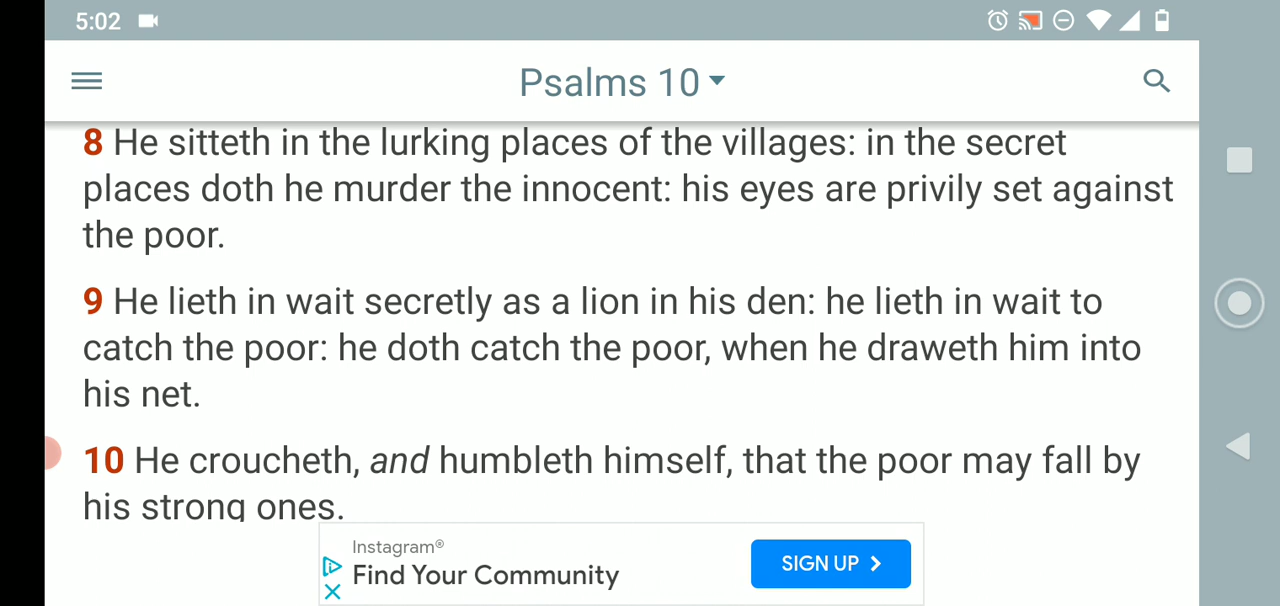 5:02
Psalms 10
8 He sitteth in the lurking places of the villages: in the secret
places doth he murder the innocent: his eyes are privily set against
the poor.
9 He lieth in wait secretly as a lion in his den: he lieth in wait to
catch the poor: he doth catch the poor, when he draweth him into
his net.
10 He croucheth, and humbleth himself, that the poor may fall by
his strong ones.
Instagram®
Find Your Community
SIGN UP